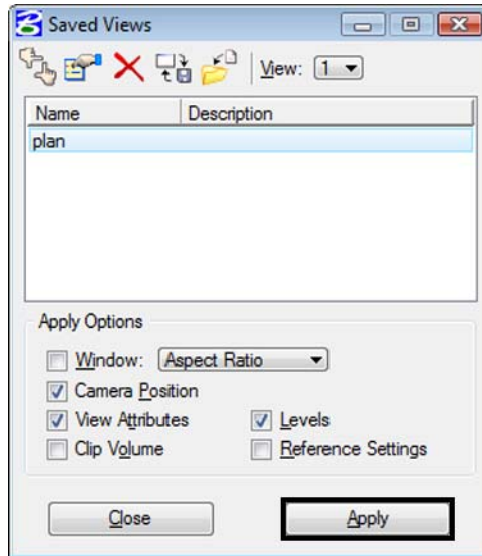 Saved Views
View: 1
Name Description
plan
Apply Options
Window: Aspect Ratio
Camera Position
View Attributes Levels
Clip Volume Reference Settings
Close Apply